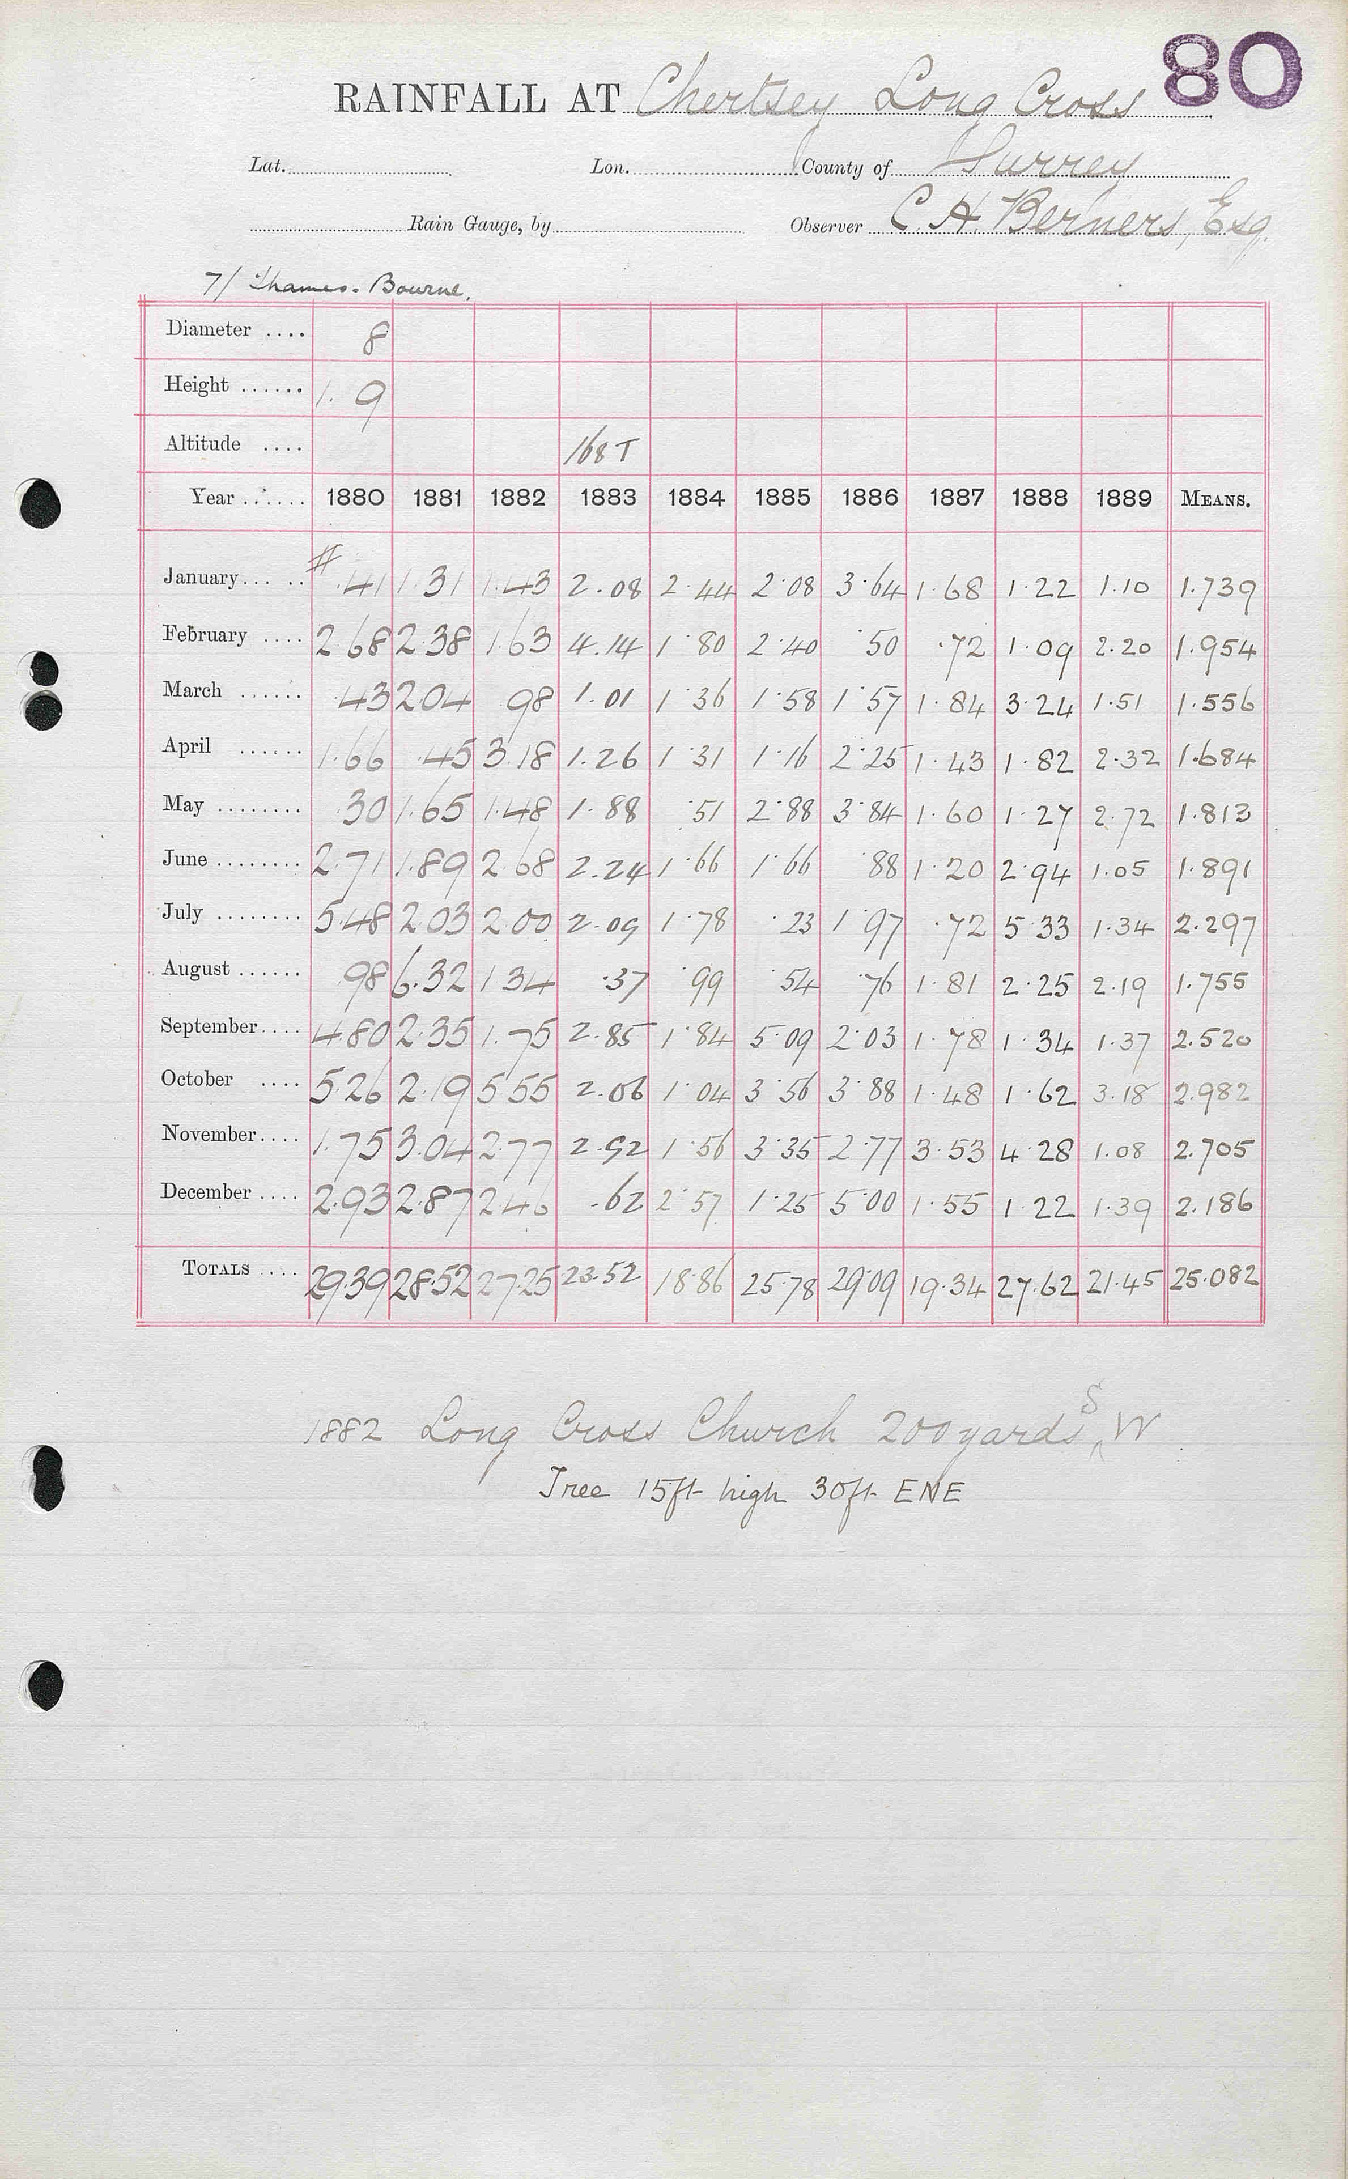 80
RAINFALL AT Chertsey Long Cross
Lat. Lon. County of Surrey
Rain Gauge, by Observer C. H. Berners, Esq.
7/ Thames. Bourne.
Diameter .... 8
Height ...... 1. 9
Altitude .... 168 T
Year ...... 1880 1881 1882 1883 1884 1885 1886 1887 1888 1889 MEANS.
#
January... .. .41 1.31 1.43 2.08 2.44 2.08 3.64 1.68 1.22 1.10 1.739
February .... 2.68 2.38 1.63 4.14 1.80 2.40 .50 .72 1.09 2.20 1.954
March ...... .43 2.04 98 1.01 1.36 1.58 1.57 1.84 3.24 1.51 1.556
April ...... 1.66 .45 3.18 1.26 1.31 1.16 2.25 1.43 1.82 2.32 1.684
May ........ 30 1.65 1.48 1.88 .51 2.88 3.84 1.60 1.27 2.72 1.813
June ........ 2.71 1.89 2.68 2.24 1.66 1.66 .88 1.20 2.94 1.05 1.891
July ........ 5.48 2.03 2.00 2.09 1.78 .23 1.97 .72 5.33 1.34 2.297
August ...... 98 6.32 1.34 .37 .99 .54 .76 1.81 2.25 2.19 1.755
September.... 4.80 2.35 1.75 2.85 1.84 5.09 2.03 1.78 1.34 1.37 2.520
October .... 5.26 2.19 5.55 2.06 1.04 3.56 3.88 1.48 1.62 3.18 2.982
November.... 1.75 3.04 2.77 2.92 1.56 3.35 2.77 3.53 4.28 1.08 2.705
December .... 2.93 2.87 2.46 .62 2.57 1.25 5.00 1.55 1.22 1.39 2.186
TOTALS .... 29.39 28.52 27.25 23.52 18.86 25.78 29.09 19.34 27.62 21.45 25.082
1882 Long Cross Church 200 yards S W
Tree 15ft high 30ft ENE